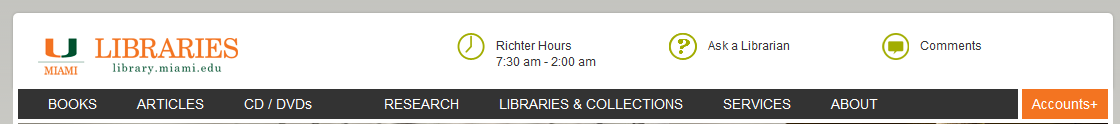 U LIBRARIES
MIAMI library.miami.edu
Richter Hours
7:30 am - 2:00 am
? Ask a Librarian
Comments
BOOKS ARTICLES CD / DVDs RESEARCH LIBRARIES & COLLECTIONS SERVICES ABOUT Accounts+